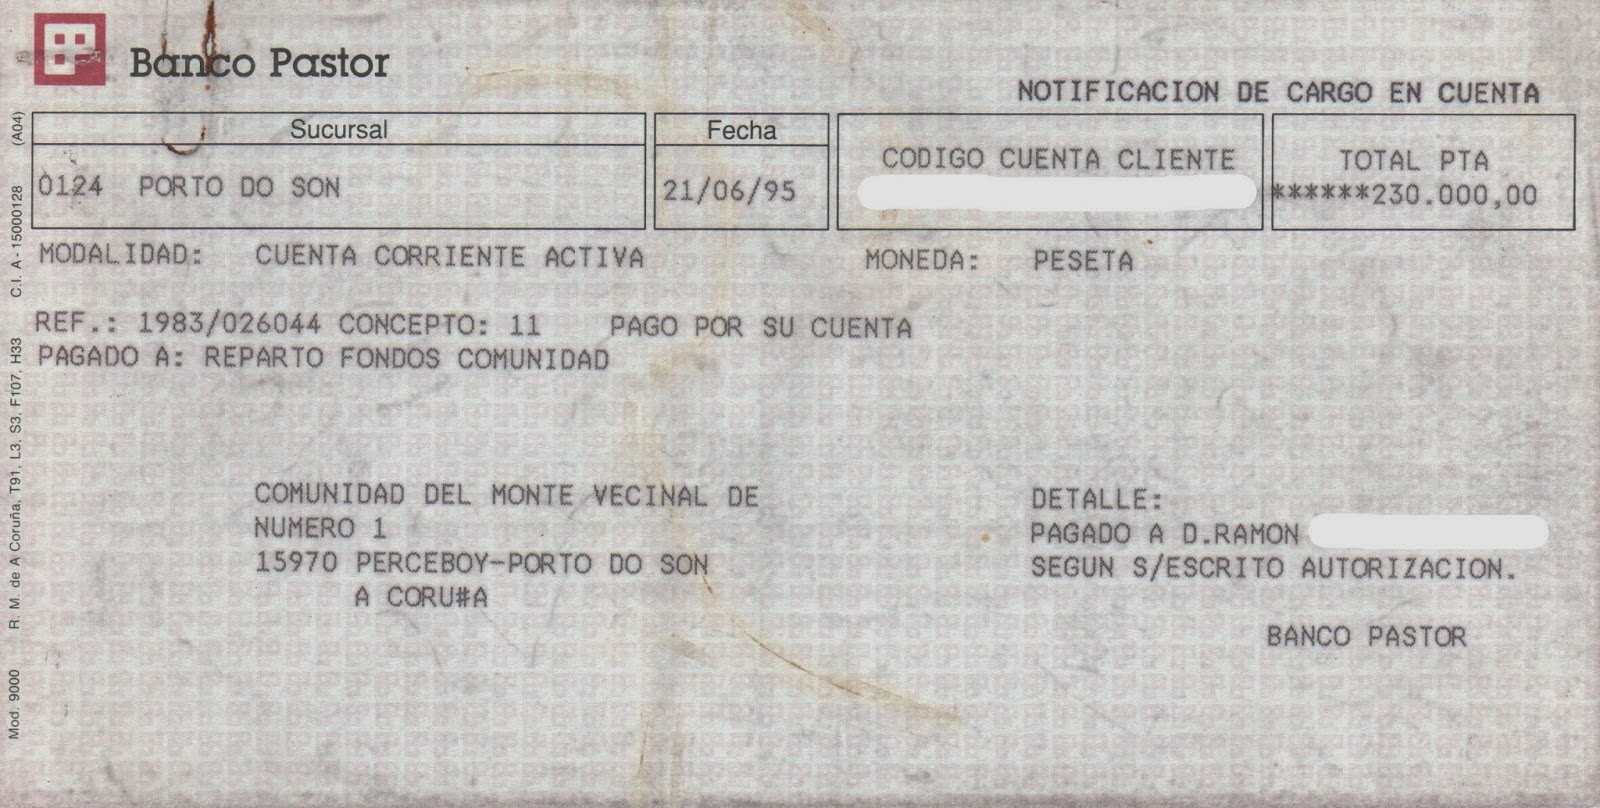 Banco Pastor
NOTIFICACION DE CARGO EN CUENTA
Sucursal
0124 PORTO DO SON
Fecha
21/06/95
CODIGO CUENTA CLIENTE
TOTAL PTA
******230.000,00
MODALIDAD: CUENTA CORRIENTE ACTIVA
MONEDA: PESETA
REF.: 1983/026044 CONCEPTO: 11 PAGO POR SU CUENTA
PAGADO A: REPARTO FONDOS COMUNIDAD
COMUNIDAD DEL MONTE VECINAL DE
NUMERO 1
15970 PERCEBOY-PORTO DO SON
A CORU#A
DETALLE:
PAGADO A D.RAMON
SEGUN S/ESCRITO AUTORIZACION.
BANCO PASTOR
Mod. 9000 R. M. de A Coruña, T91, L3, S3, F107, H33 C.I. A-15000128 (A04)